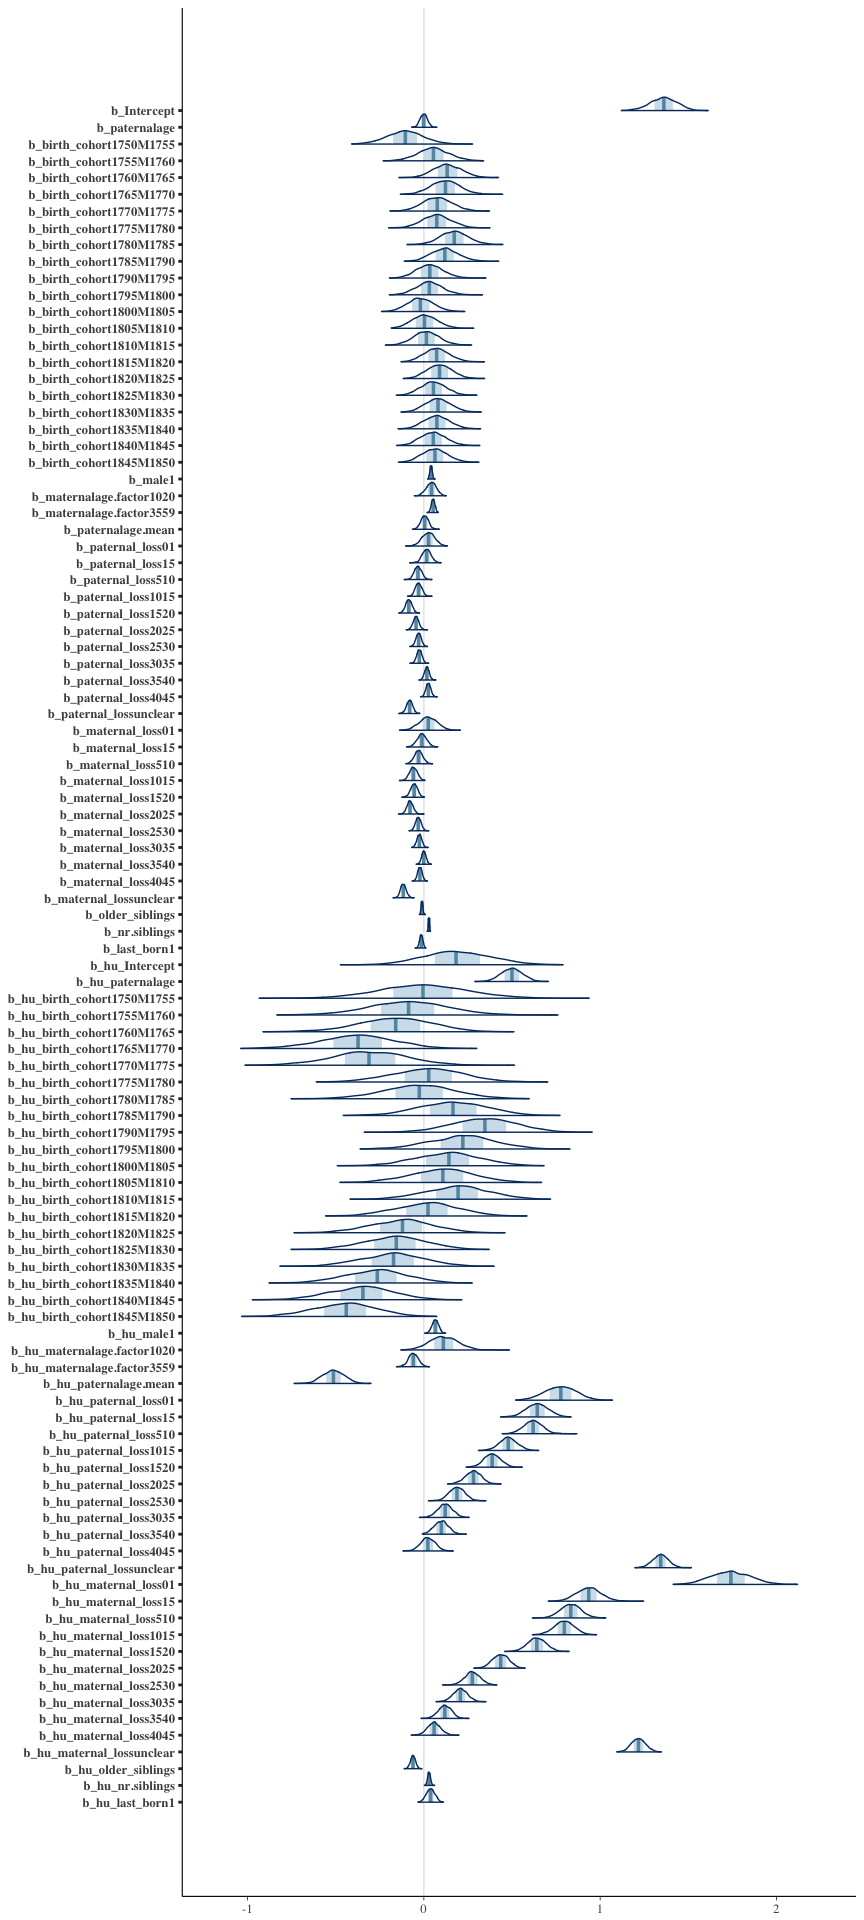 b_Intercept
b_paternalage
b_birth_cohort1750M1755
b_birth_cohort1755M1760
b_birth_cohort1760M1765
b_birth_cohort1765M1770
b_birth_cohort1770M1775
b_birth_cohort1775M1780
b_birth_cohort1780M1785
b_birth_cohort1785M1790
b_birth_cohort1790M1795
b_birth_cohort1795M1800
b_birth_cohort1800M1805
b_birth_cohort1805M1810
b_birth_cohort1810M1815
b_birth_cohort1815M1820
b_birth_cohort1820M1825
b_birth_cohort1825M1830
b_birth_cohort1830M1835
b_birth_cohort1835M1840
b_birth_cohort1840M1845
b_birth_cohort1845M1850
b_male1
b_maternalage.factor1020
b_maternalage.factor3559
b_paternalage.mean
b_paternal_loss01
b_paternal_loss15
b_paternal_loss510
b_paternal_loss1015
b_paternal_loss1520
b_paternal_loss2025
b_paternal_loss2530
b_paternal_loss3035
b_paternal_loss3540
b_paternal_loss4045
b_paternal_lossunclear
b_maternal_loss01
b_maternal_loss15
b_maternal_loss510
b_maternal_loss1015
b_maternal_loss1520
b_maternal_loss2025
b_maternal_loss2530
b_maternal_loss3035
b_maternal_loss3540
b_maternal_loss4045
b_maternal_lossunclear
b_older_siblings
b_nr.siblings
b_last_born1
b_hu_Intercept
b_hu_paternalage
b_hu_birth_cohort1750M1755
b_hu_birth_cohort1755M1760
b_hu_birth_cohort1760M1765
b_hu_birth_cohort1765M1770
b_hu_birth_cohort1770M1775
b_hu_birth_cohort1775M1780
b_hu_birth_cohort1780M1785
b_hu_birth_cohort1785M1790
b_hu_birth_cohort1790M1795
b_hu_birth_cohort1795M1800
b_hu_birth_cohort1800M1805
b_hu_birth_cohort1805M1810
b_hu_birth_cohort1810M1815
b_hu_birth_cohort1815M1820
b_hu_birth_cohort1820M1825
b_hu_birth_cohort1825M1830
b_hu_birth_cohort1830M1835
b_hu_birth_cohort1835M1840
b_hu_birth_cohort1840M1845
b_hu_birth_cohort1845M1850
b_hu_male1
b_hu_maternalage.factor1020
b_hu_maternalage.factor3559
b_hu_paternalage.mean
b_hu_paternal_loss01
b_hu_paternal_loss15
b_hu_paternal_loss510
b_hu_paternal_loss1015
b_hu_paternal_loss1520
b_hu_paternal_loss2025
b_hu_paternal_loss2530
b_hu_paternal_loss3035
b_hu_paternal_loss3540
b_hu_paternal_loss4045
b_hu_paternal_lossunclear
b_hu_maternal_loss01
b_hu_maternal_loss15
b_hu_maternal_loss510
b_hu_maternal_loss1015
b_hu_maternal_loss1520
b_hu_maternal_loss2025
b_hu_maternal_loss2530
b_hu_maternal_loss3035
b_hu_maternal_loss3540
b_hu_maternal_loss4045
b_hu_maternal_lossunclear
b_hu_older_siblings
b_hu_nr.siblings
b_hu_last_born1
-1 0 1 2